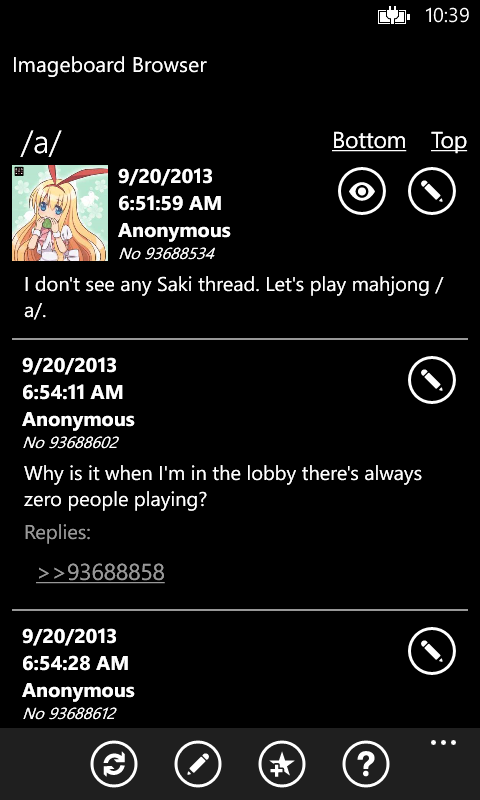 10:39
Imageboard Browser
/a/
Bottom Top
9/20/2013
6:51:59 AM
Anonymous
No 93688534
I don't see any Saki thread. Let's play mahjong /
a/.
9/20/2013
6:54:11 AM
Anonymous
No 93688602
Why is it when I'm in the lobby there's always
zero people playing?
Replies:
>>93688858
9/20/2013
6:54:28 AM
Anonymous
No 93688612